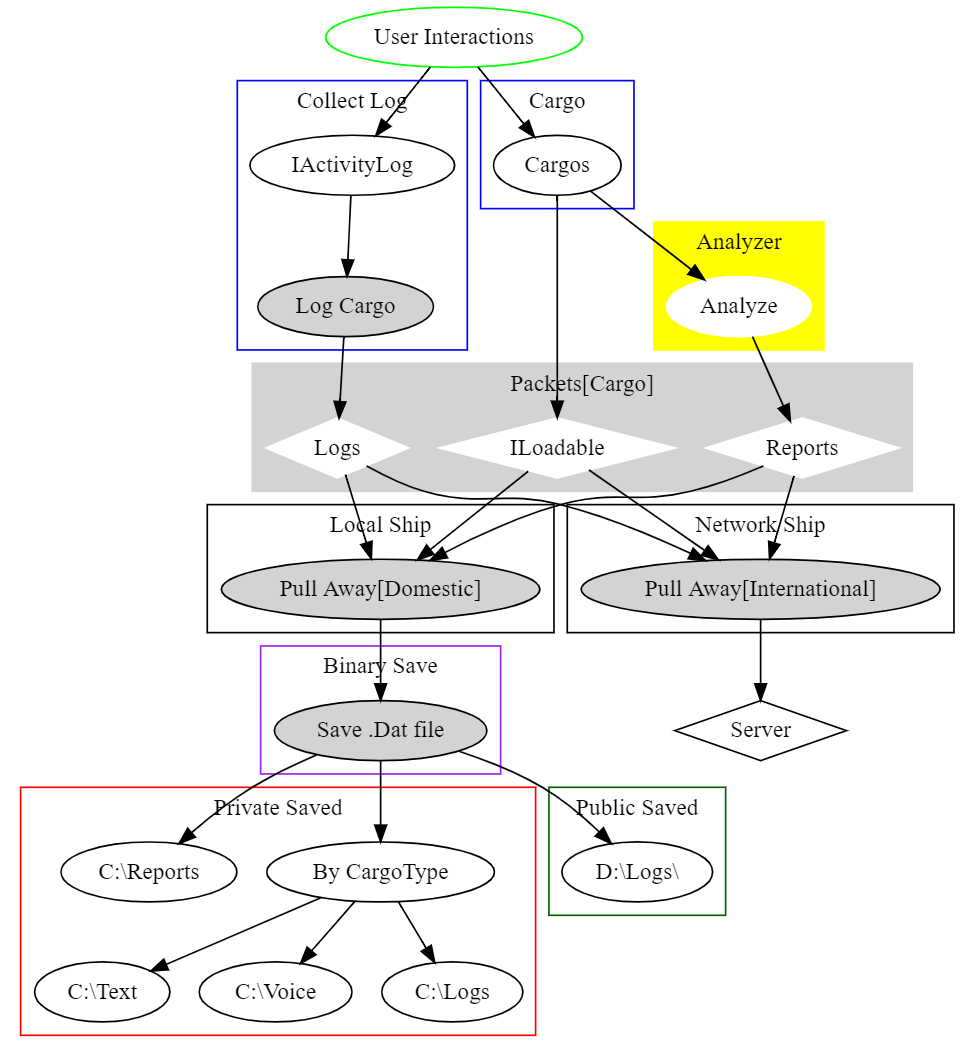 User Interactions
Collect Log
Cargo
IActivityLog
Cargos
Analyzer
Log Cargo
Analyze
Packets[Cargo]
Logs
ILoadable
Reports
Local Ship
Network Ship
Pull Away[Domestic]
Pull Away[International]
Binary Save
Save .Dat file
Server
Private Saved
Public Saved
C:\Reports
By CargoType
D:\Logs\
C:\Text
C:\Voice
C:\Logs